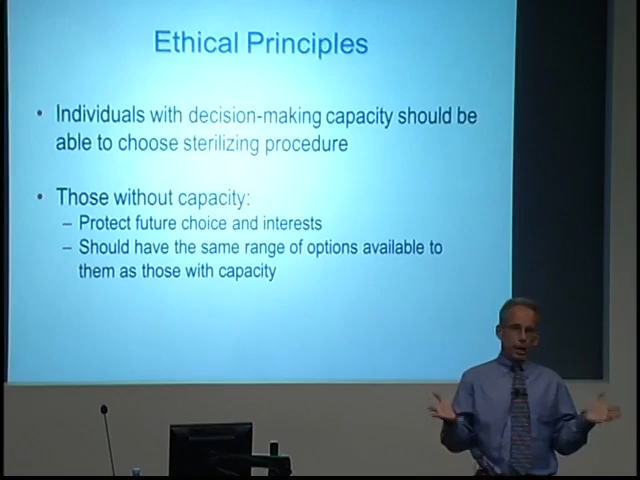 Ethical Principles
• Individuals with decision-making capacity should be
able to choose sterilizing procedure
• Those without capacity:
– Protect future choice and interests
– Should have the same range of options available to
them as those with capacity